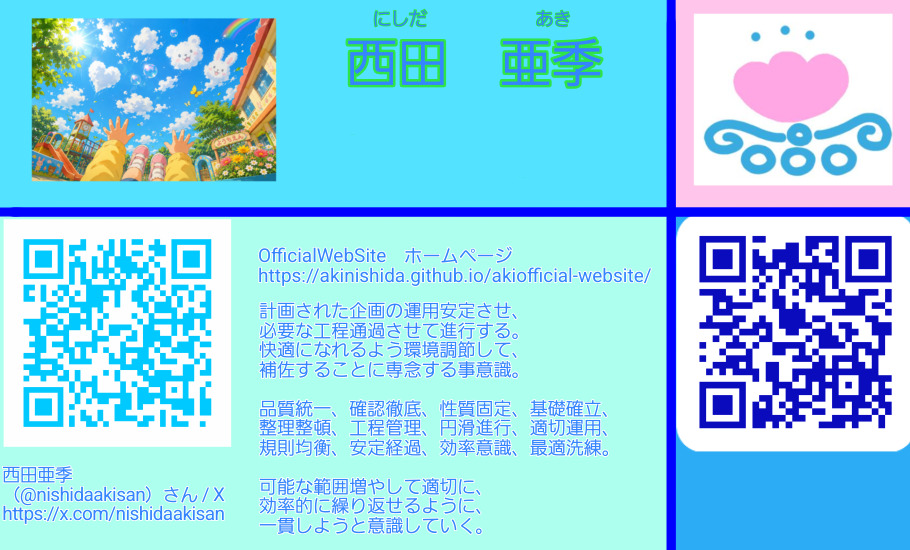 にしだ　あき
西田　亜季
OfficialWebSite　ホームページ
https://akinishida.github.io/akiofficial-website/
計画された企画の運用安定させ、
必要な工程通過させて進行する。
快適になれるよう環境調節して、
補佐することに専念する事意識。
品質統一、確認徹底、性質固定、基礎確立、
整理整頓、工程管理、円滑進行、適切運用、
規則均衡、安定経過、効率意識、最適洗練。
可能な範囲増やして適切に、
効率的に繰り返せるように、
一貫しようと意識していく。
西田亜季
（@nishidaakisan）さん / X
https://x.com/nishidaakisan